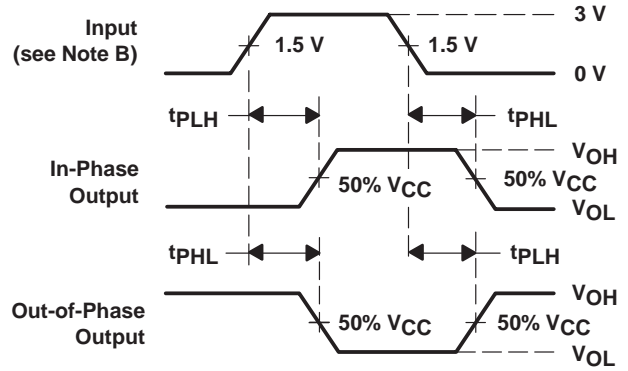 Input
(see Note B)
3 V
1.5 V
1.5 V
0 V
tPLH
tPHL
In-Phase
Output
VOH
50% VCC
50% VCC
VOL
tPHL
tPLH
Out-of-Phase
Output
VOH
50% VCC
50% VCC
VOL